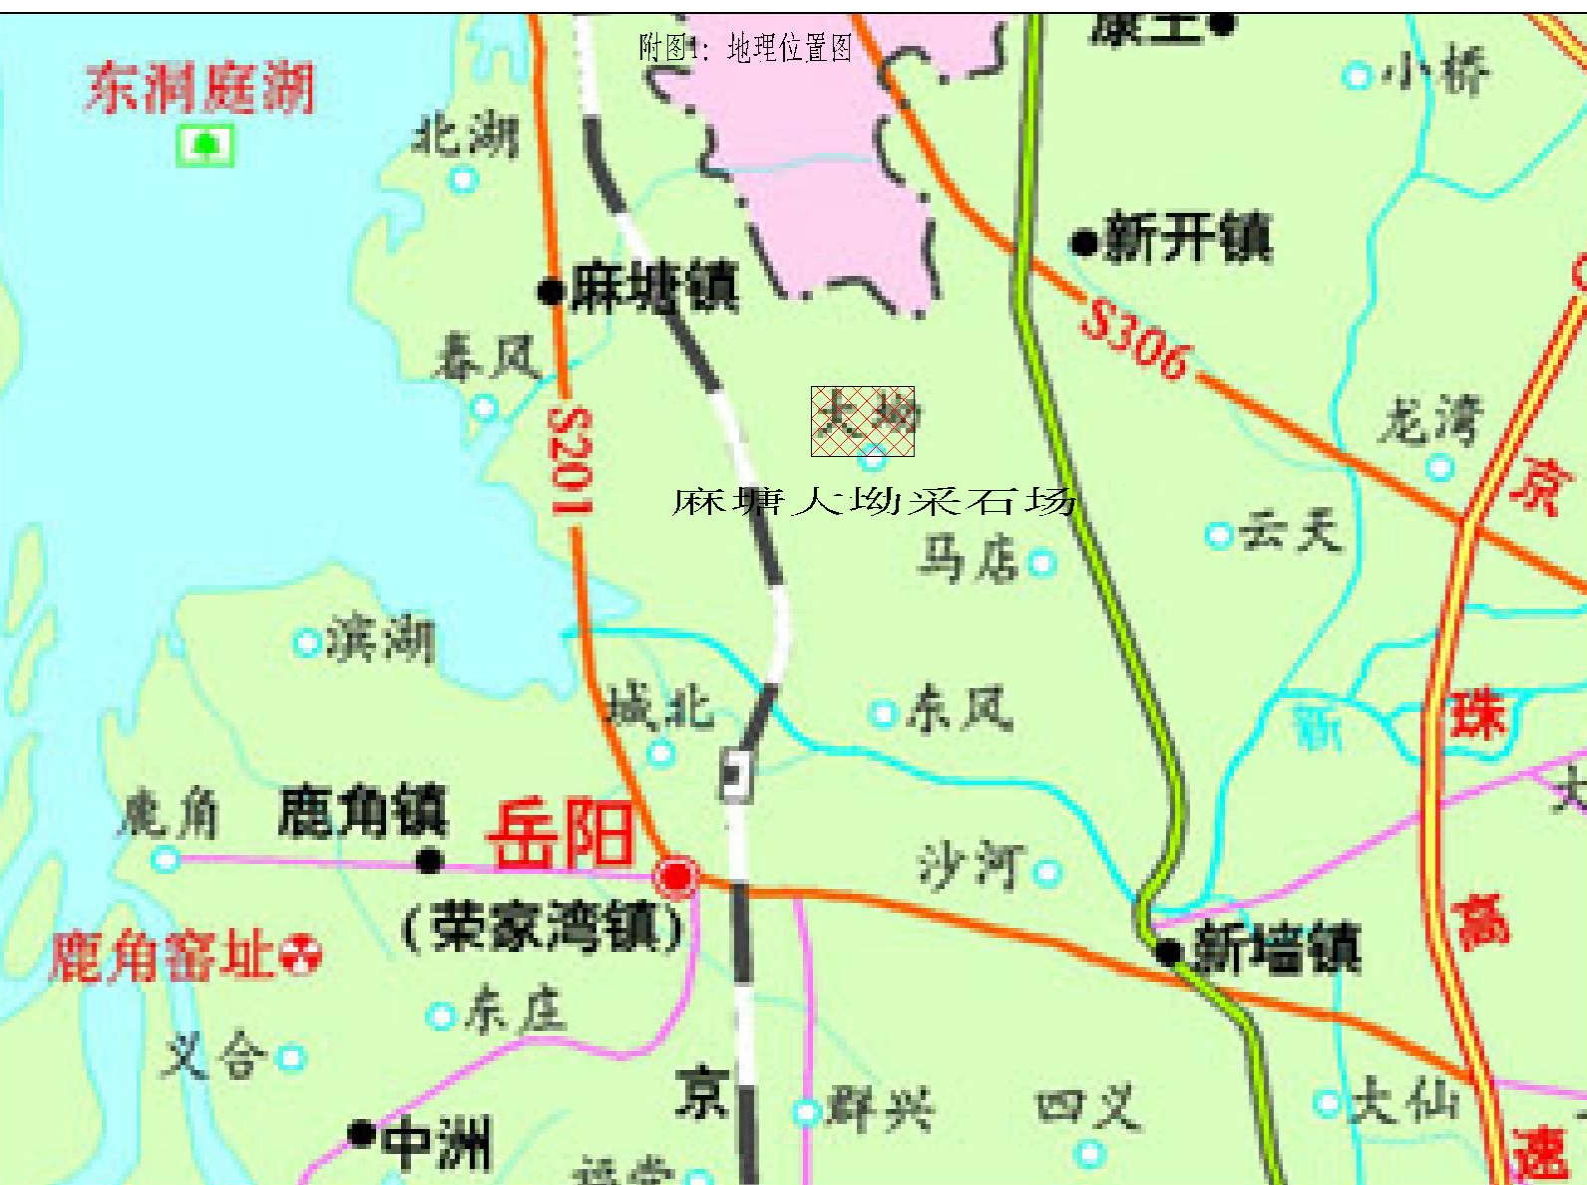 附图1：地理位置图
康王
小桥
东洞庭湖
北湖
新开镇
麻塘镇
春风
S306
大坳
龙湾
S201
麻塘大坳采石场
京
云天
马店
滨湖
城北
东风
新
珠
鹿角
鹿角镇
岳阳
沙河
(荣家湾镇)
高
新墙镇
鹿角窑址
东庄
义合
京
群兴
四义
大仙
中洲
速